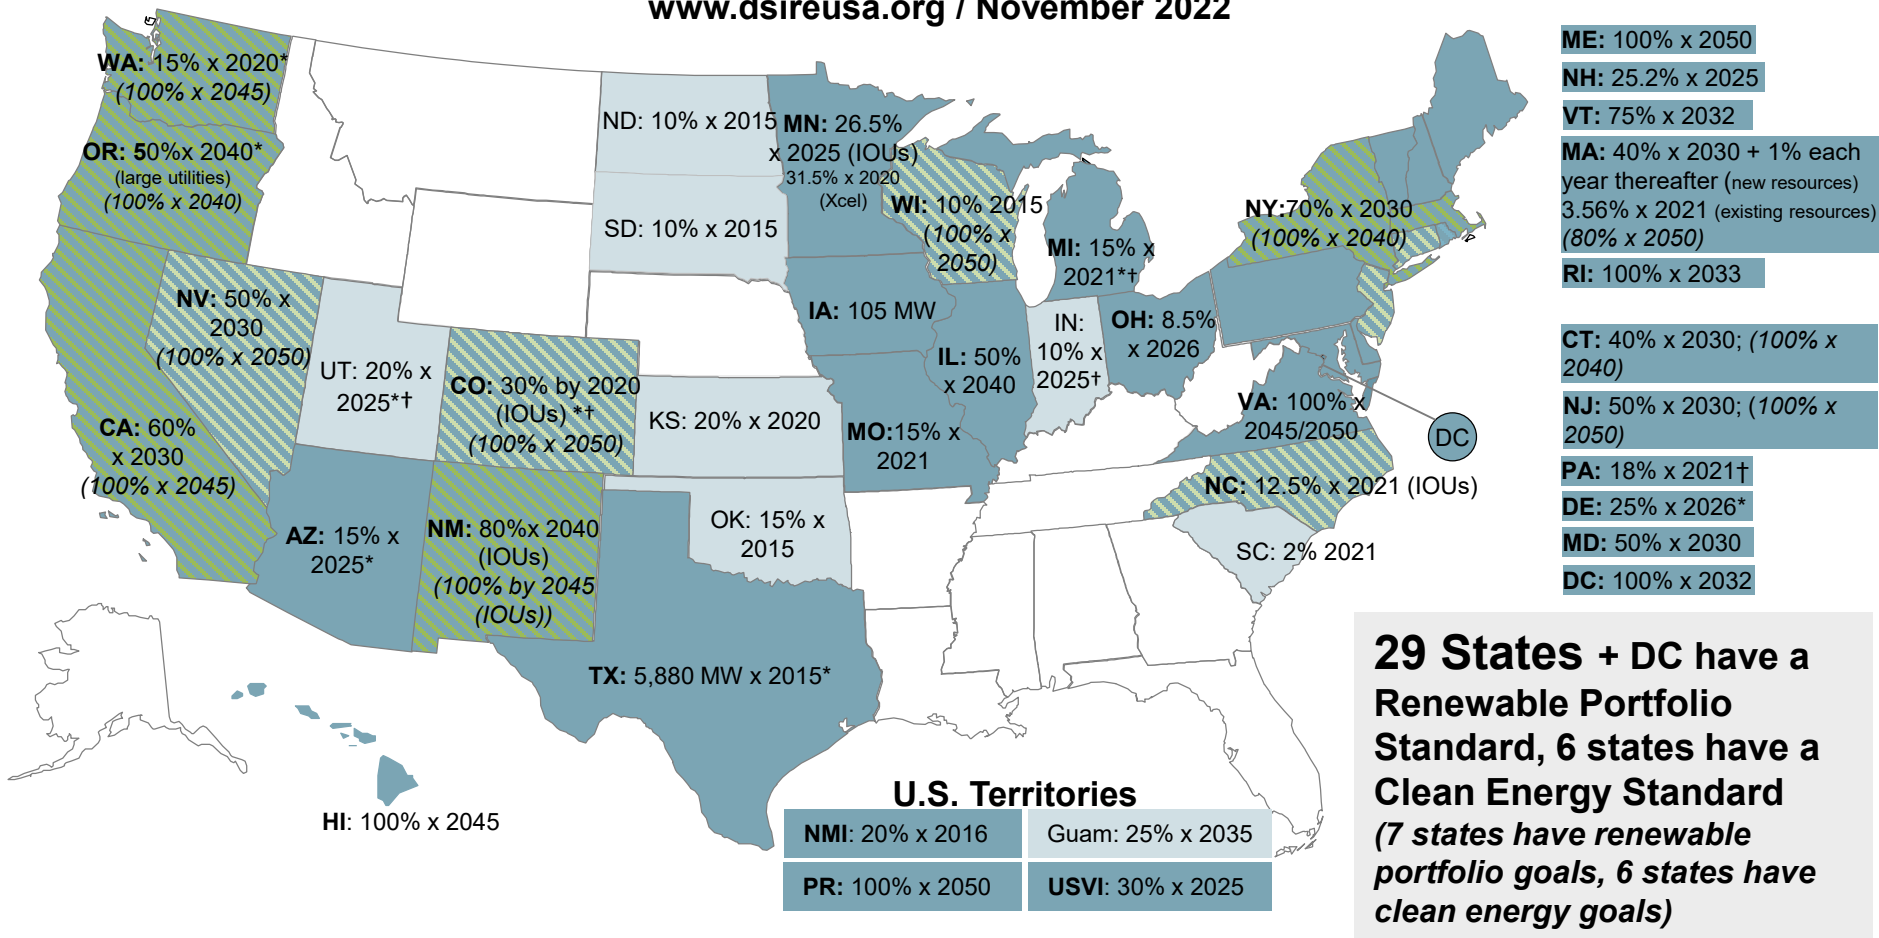 www.dsireusa.org / November 2022
WA: 15% x 2020*
(100% x 2045)
OR: 50%x 2040*
(large utilities)
(100% x 2040)
CA: 60%
x 2030
(100% x 2045)
NV: 50% x
2030
(100% x 2050)
UT: 20% x
2025*†
AZ: 15% x
2025*
CO: 30% by 2020
(IOUs) *†
(100% x 2050)
NM: 80%x 2040
(IOUs)
(100% by 2045
(IOUs))
ND: 10% x 2015
SD: 10% x 2015
KS: 20% x 2020
OK: 15% x
2015
TX: 5,880 MW x 2015*
MN: 26.5%
x 2025 (IOUs)
31.5% x 2020
(Xcel)
IA: 105 MW
MO:15% x
2021
WI: 10% 2015
(100% x
2050)
IL: 50%
x 2040
MI: 15% x
2021*†
IN:
10% x
2025†
OH: 8.5%
x 2026
NY:70% x 2030
(100% x 2040)
VA: 100% x
2045/2050
DC
NC: 12.5% x 2021 (IOUs)
SC: 2% 2021
HI: 100% x 2045
ME: 100% x 2050
NH: 25.2% x 2025
VT: 75% x 2032
MA: 40% x 2030 + 1% each
year thereafter (new resources)
3.56% x 2021 (existing resources)
(80% x 2050)
RI: 100% x 2033
CT: 40% x 2030; (100% x
2040)
NJ: 50% x 2030; (100% x
2050)
PA: 18% x 2021†
DE: 25% x 2026*
MD: 50% x 2030
DC: 100% x 2032
U.S. Territories
NMI: 20% x 2016
Guam: 25% x 2035
PR: 100% x 2050
USVI: 30% x 2025
29 States + DC have a
Renewable Portfolio
Standard, 6 states have a
Clean Energy Standard
(7 states have renewable
portfolio goals, 6 states have
clean energy goals)